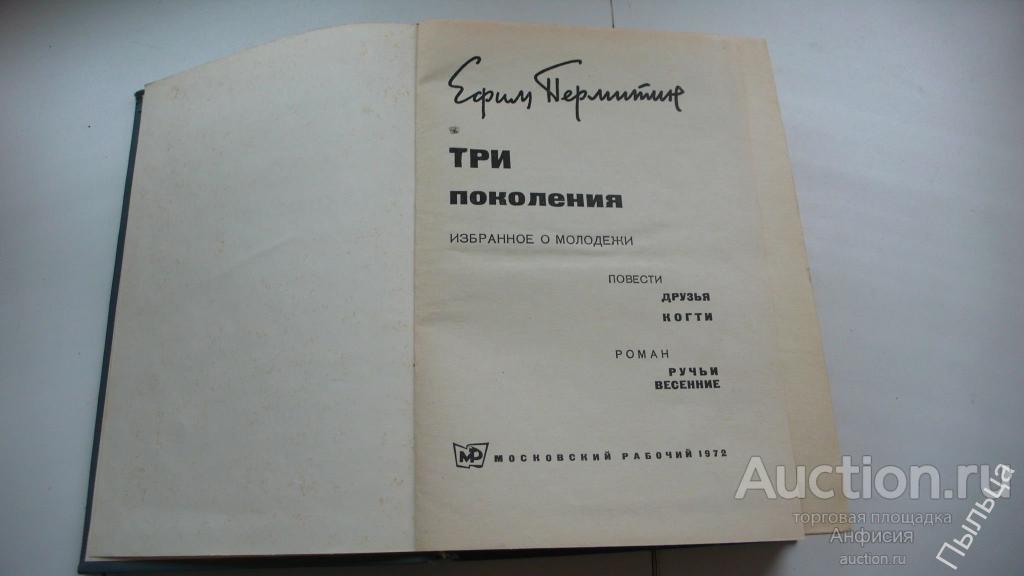 Ефим Пермитин
ТРИ
поколения
ИЗБРАННОЕ О МОЛОДЕЖИ
ПОВЕСТИ
ДРУЗЬЯ
КОГТИ
РОМАН
РУЧЬИ
ВЕСЕННИЕ
МР МОСКОВСКИЙ РАБОЧИЙ 1972
Auction.ru
торговая площадка
Анфисия
auction.ru
Пыльца